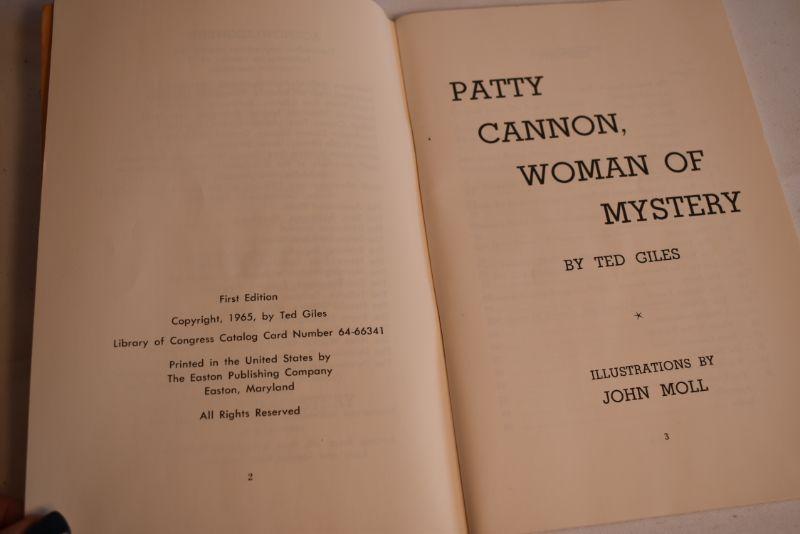 First Edition
Copyright, 1965, by Ted Giles
Library of Congress Catalog Card Number 64-66341
Printed in the United States by
The Easton Publishing Company
Easton, Maryland
All Rights Reserved
2
PATTY
CANNON,
WOMAN OF
MYSTERY
BY TED GILES
*
ILLUSTRATIONS BY
JOHN MOLL
3